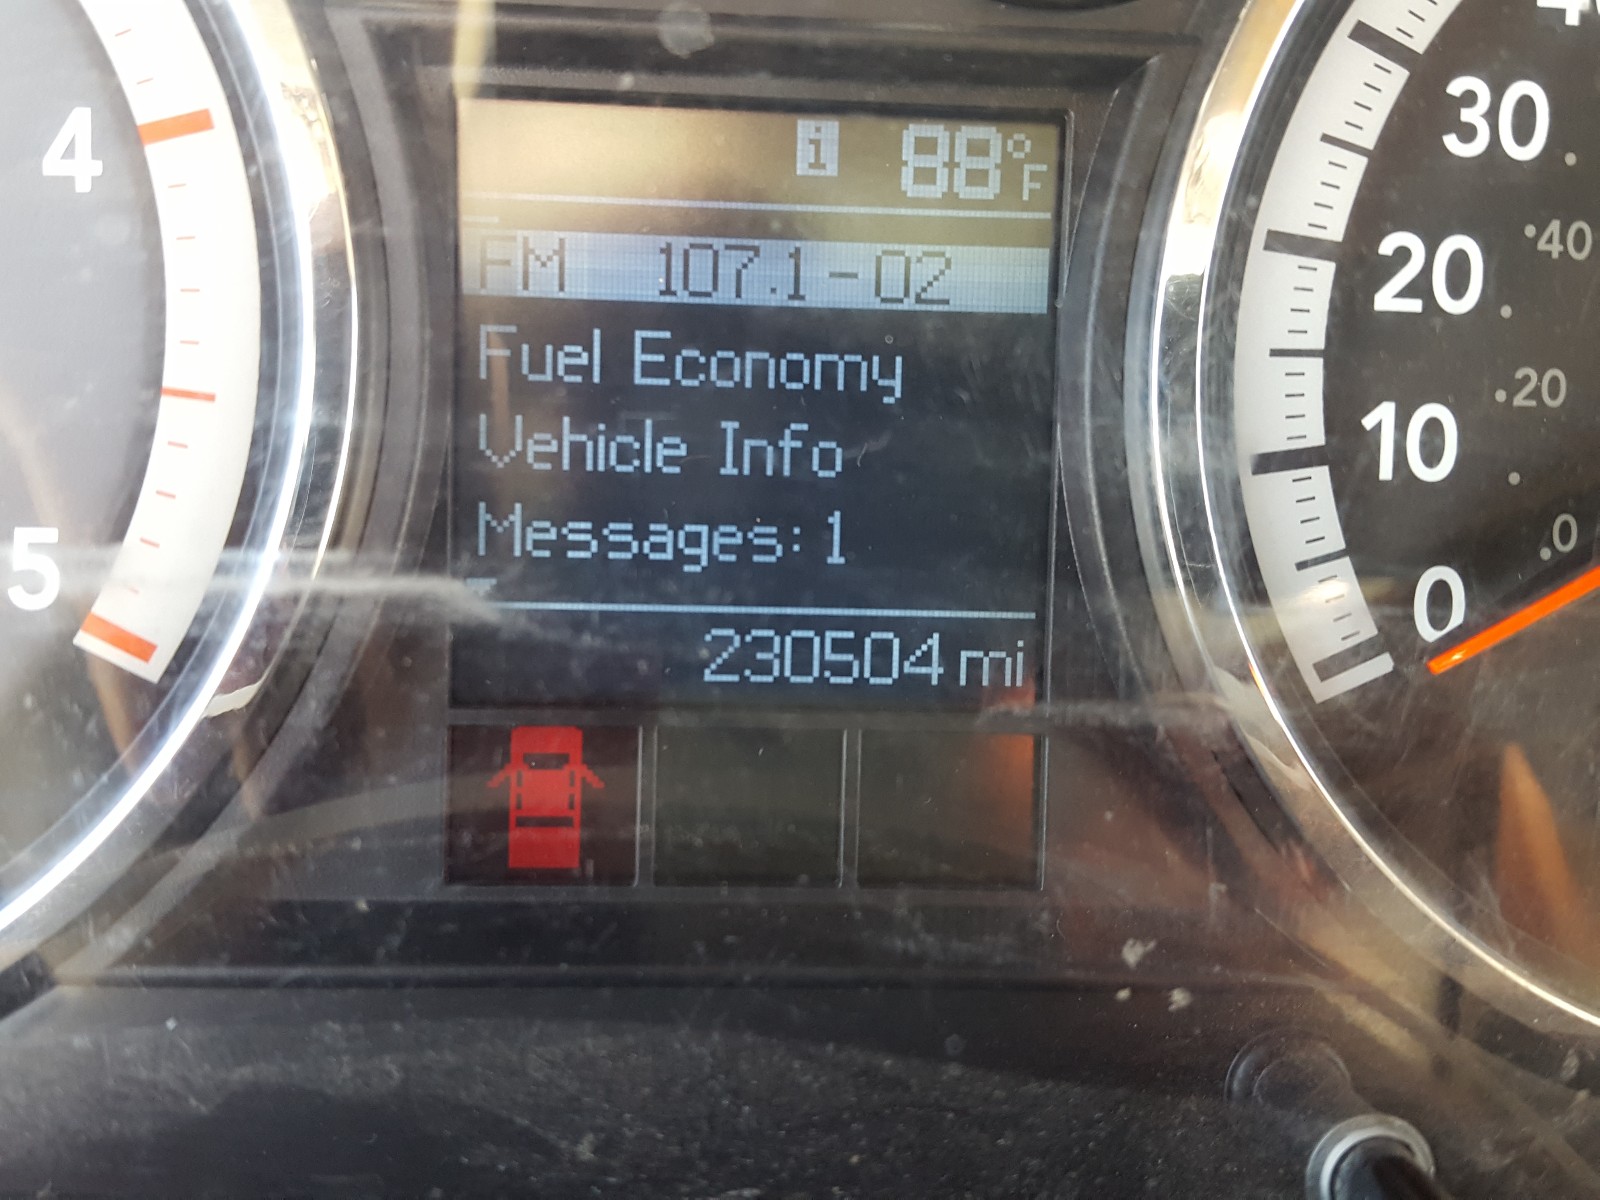 i 88°F
FM 107.1-02
Fuel Economy
Vehicle Info
Messages: 1
230504 mi
4
5
30
20
10
0
40
20
0